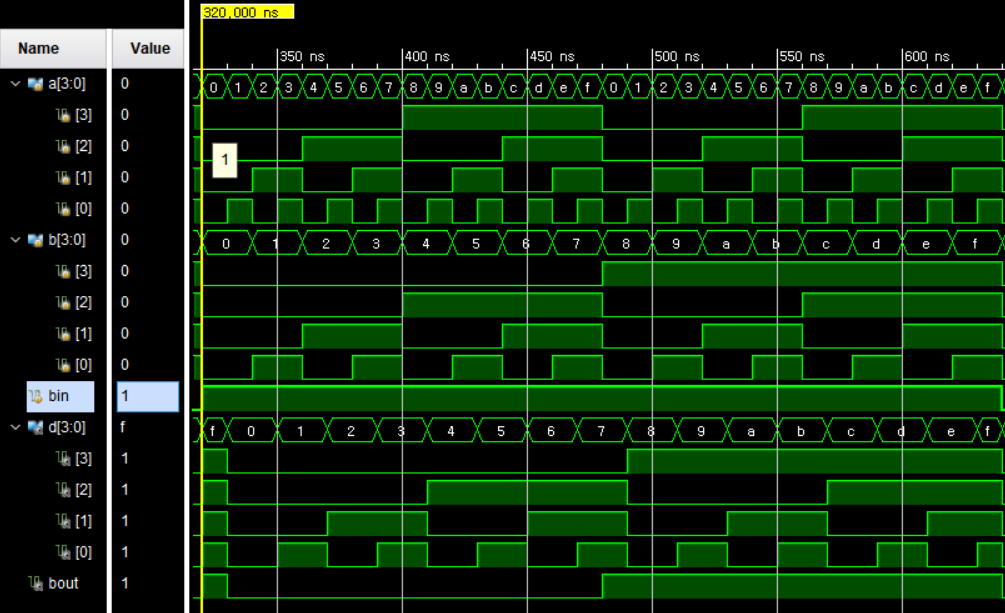 320,000 ns
Name Value
350 ns 400 ns 450 ns 500 ns 550 ns 600 ns
a[3:0] 0 0 1 2 3 4 5 6 7 8 9 a b c d e f 0 1 2 3 4 5 6 7 8 9 a b c d e f
[3] 0
[2] 0
1
[1] 0
[0] 0
b[3:0] 0 0 1 2 3 4 5 6 7 8 9 a b c d e f
[3] 0
[2] 0
[1] 0
[0] 0
bin 1
d[3:0] f f 0 1 2 3 4 5 6 7 8 9 a b c d e f
[3] 1
[2] 1
[1] 1
[0] 1
bout 1